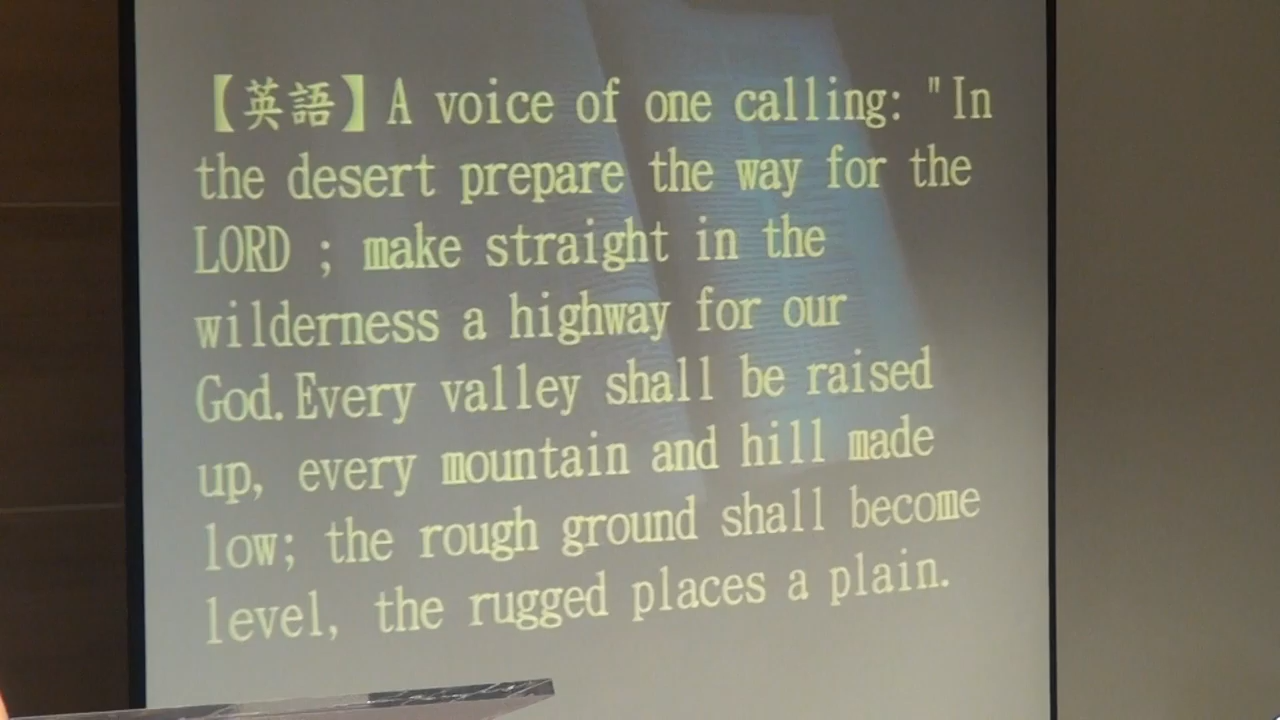 【英語】A voice of one calling: "In
the desert prepare the way for the
LORD ; make straight in the
wilderness a highway for our
God.Every valley shall be raised
up, every mountain and hill made
low; the rough ground shall become
level, the rugged places a plain.